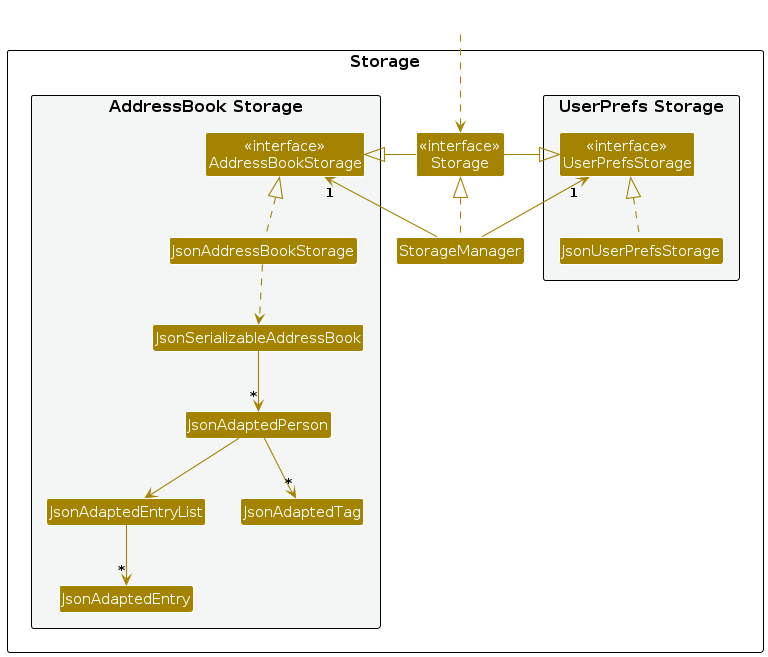 Storage
AddressBook Storage
UserPrefs Storage
«interface»
AddressBookStorage
«interface»
Storage
«interface»
UserPrefsStorage
1
1
JsonAddressBookStorage
StorageManager
JsonUserPrefsStorage
JsonSerializableAddressBook
*
JsonAdaptedPerson
*
JsonAdaptedEntryList
JsonAdaptedTag
*
JsonAdaptedEntry